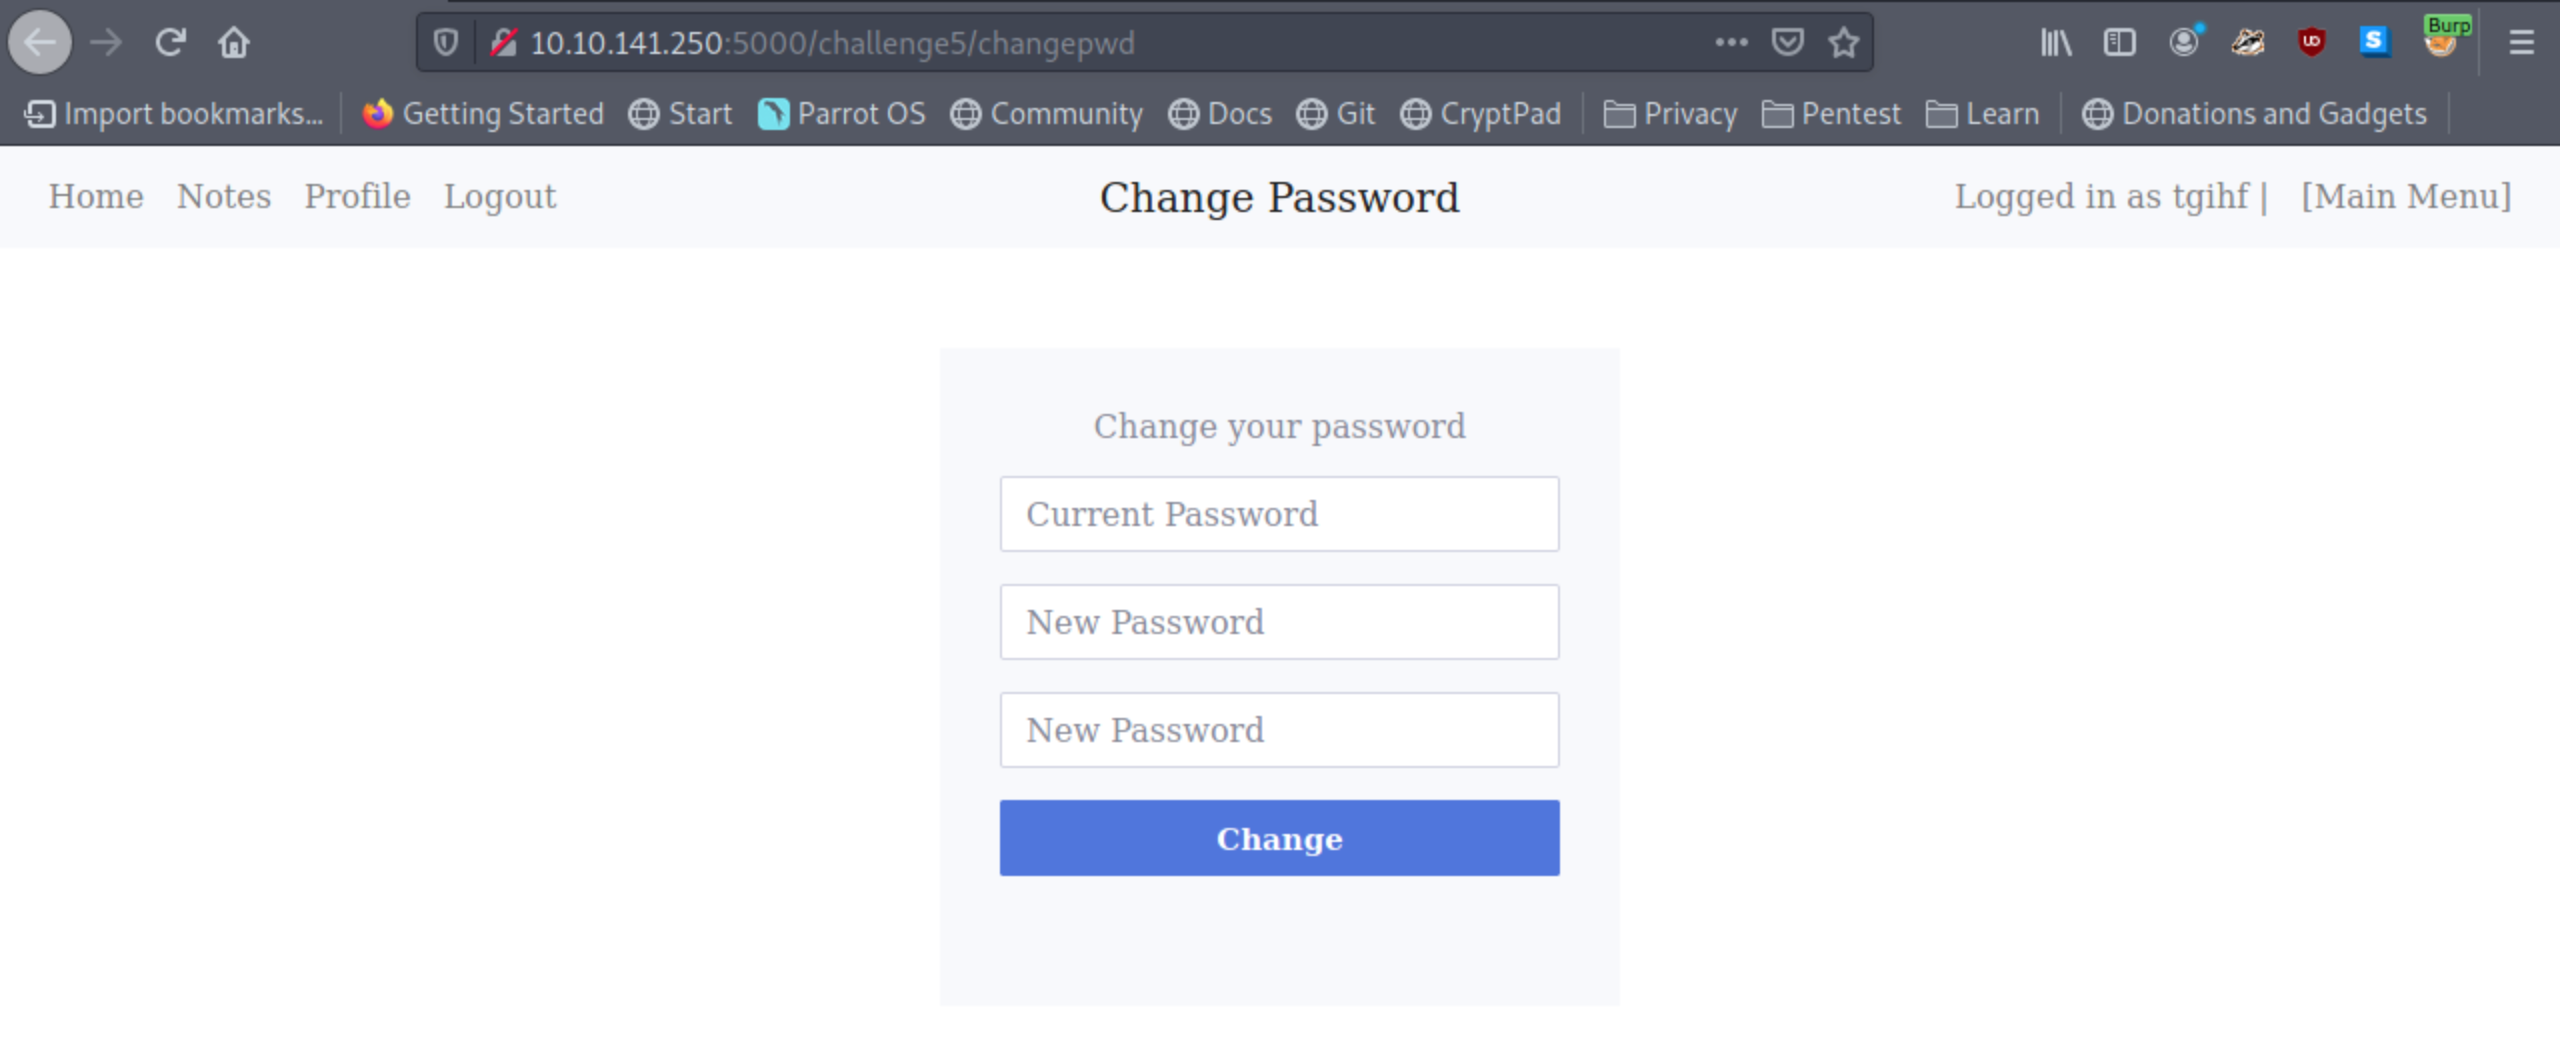 10.10.141.250:5000/challenge5/changepwd
Burp
Import bookmarks... Getting Started Start Parrot OS Community Docs Git CryptPad Privacy Pentest Learn Donations and Gadgets
Home Notes Profile Logout Change Password Logged in as tgihf | [Main Menu]
Change your password
Current Password
New Password
New Password
Change